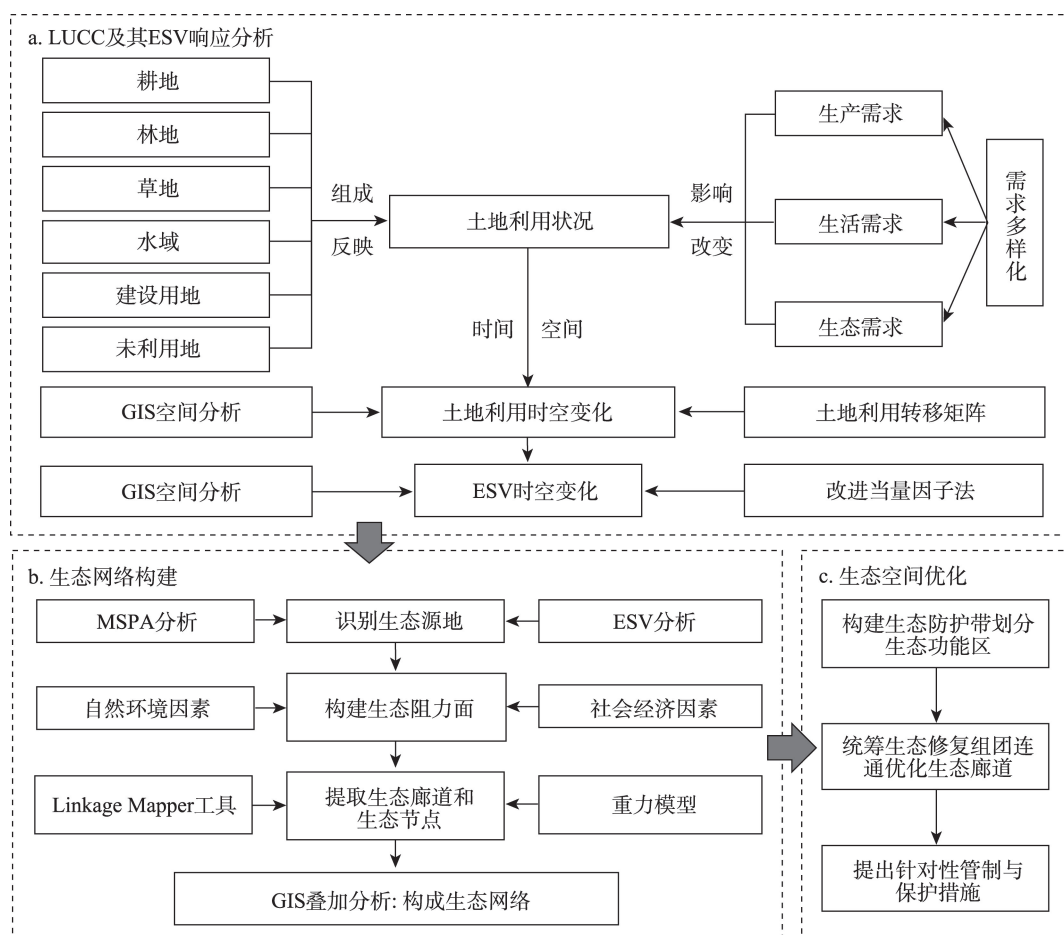 a. LUCC及其ESV响应分析
耕地
林地
草地
水域
建设用地
未利用地
组成
反映
土地利用状况
影响
改变
生产需求
生活需求
生态需求
需求多样化
时间
空间
GIS空间分析
土地利用时空变化
土地利用转移矩阵
GIS空间分析
ESV时空变化
改进当量因子法
b. 生态网络构建
MSPA分析
识别生态源地
ESV分析
自然环境因素
构建生态阻力面
社会经济因素
Linkage Mapper工具
提取生态廊道和
生态节点
重力模型
GIS叠加分析: 构成生态网络
c. 生态空间优化
构建生态防护带划分
生态功能区
统筹生态修复组团连
通优化生态廊道
提出针对性管制与
保护措施